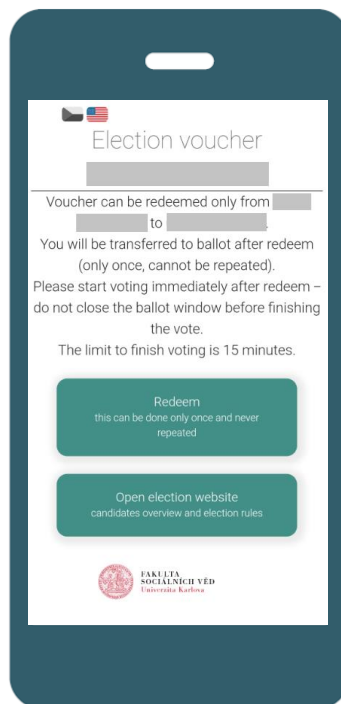 Election voucher
Voucher can be redeemed only from
to .
You will be transferred to ballot after redeem
(only once, cannot be repeated).
Please start voting immediately after redeem –
do not close the ballot window before finishing
the vote.
The limit to finish voting is 15 minutes.
Redeem
this can be done only once and never
repeated
Open election website
candidates overview and election rules
FAKULTA
SOCIÁLNÍCH VĚD
Univerzita Karlova